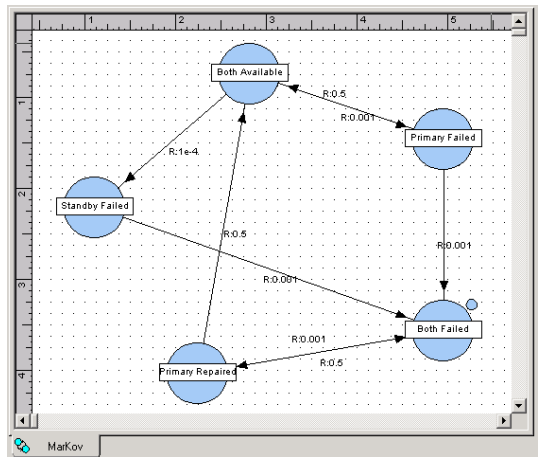 1 2 3 4 5
Both Available
R:0.5
R:0.001
1
Primary Failed
R:1e-4
2
Standby Failed
R:0.5
R:0.001
R:0.001
3
Both Failed
R:0.001
R:0.5
Primary Repaired
4
MarKov